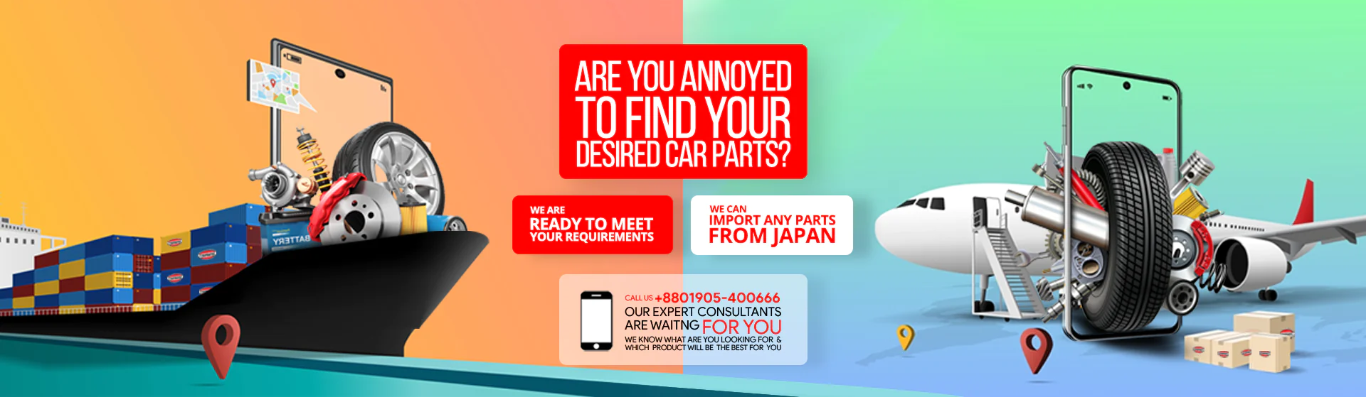 ARE YOU ANNOYED
TO FIND YOUR
DESIRED CAR PARTS?
WE ARE
READY TO MEET
YOUR REQUIREMENTS
WE CAN
IMPORT ANY PARTS
FROM JAPAN
CALL US +8801905-400666
OUR EXPERT CONSULTANTS
ARE WAITNG FOR YOU
WE KNOW WHAT ARE YOU LOOKING FOR &
WHICH PRODUCT WILL BE THE BEST FOR YOU
BATTERY